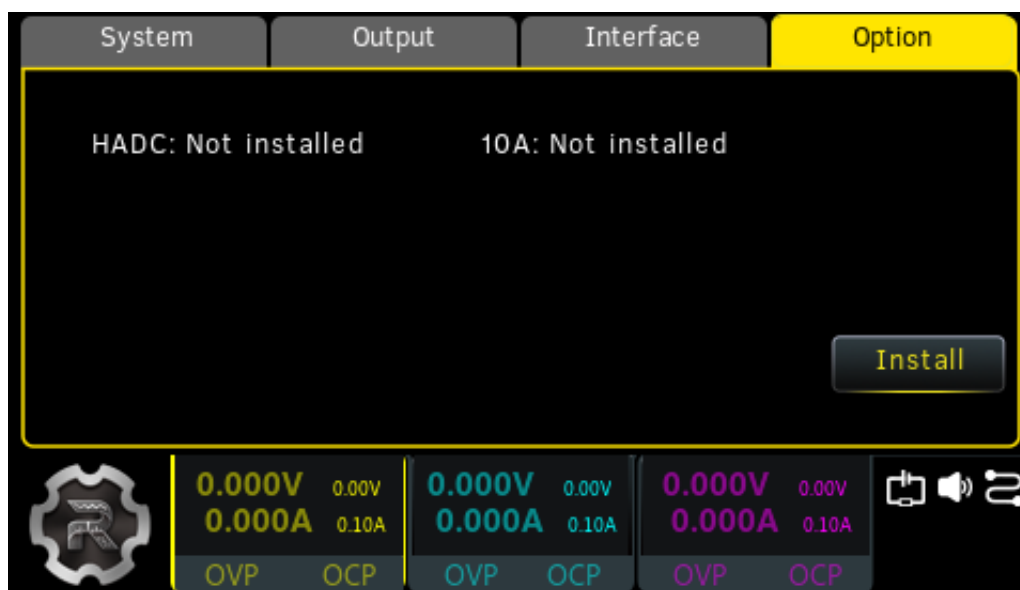 System Output Interface Option
HADC: Not installed 10A: Not installed
Install
0.000V 0.00V 0.000V 0.00V 0.000V 0.00V
0.000A 0.10A 0.000A 0.10A 0.000A 0.10A
OVP OCP OVP OCP OVP OCP